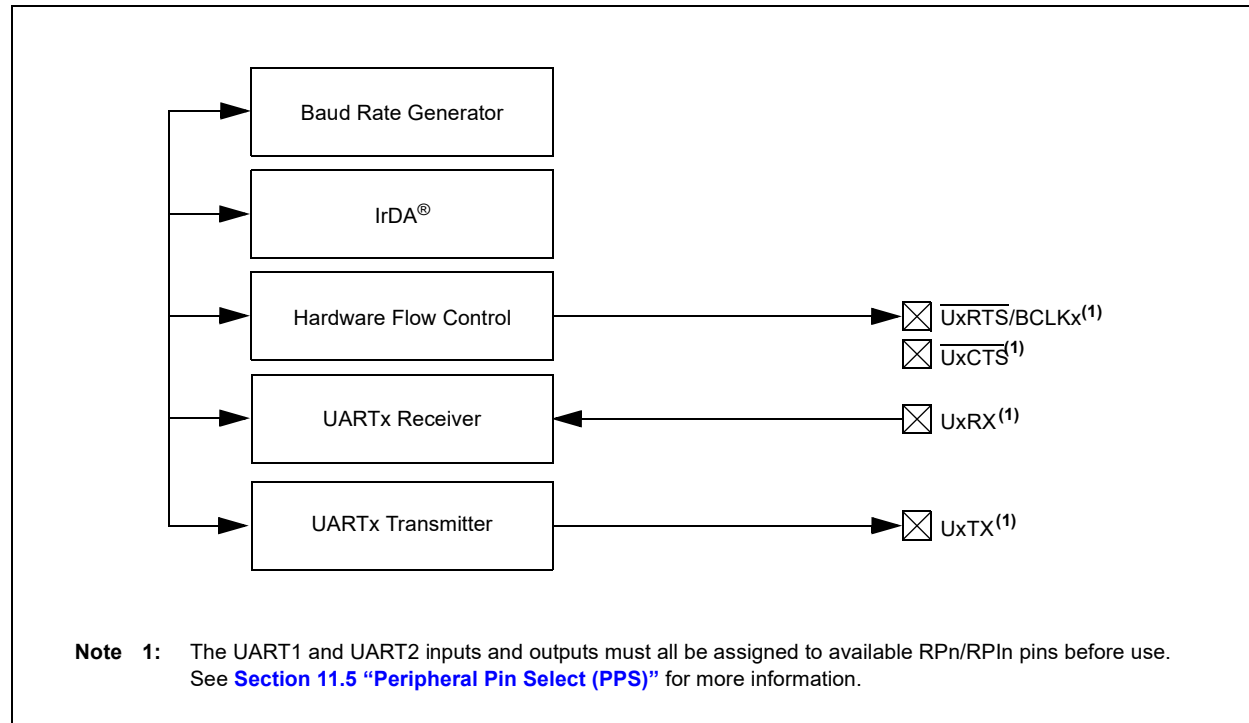 Baud Rate Generator
IrDA®
Hardware Flow Control
UxRTS/BCLKx(1)
UxCTS(1)
UARTx Receiver
UxRX(1)
UARTx Transmitter
UxTX(1)
Note 1: The UART1 and UART2 inputs and outputs must all be assigned to available RPn/RPIn pins before use.
See Section 11.5 “Peripheral Pin Select (PPS)” for more information.